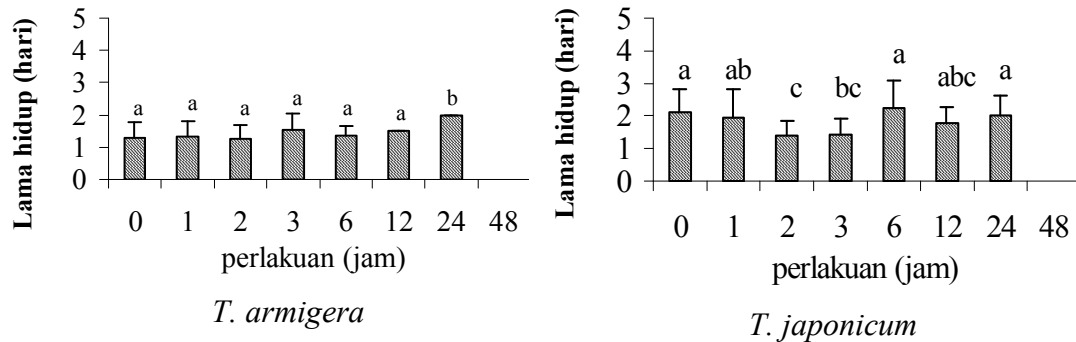 Lama hidup (hari)
5
4
3
2
1
0
a a a a a a b
0 1 2 3 6 12 24 48
perlakuan (jam)
T. armigera
Lama hidup (hari)
5
4
3
2
1
0
a ab c bc a abc a
0 1 2 3 6 12 24 48
perlakuan (jam)
T. japonicum